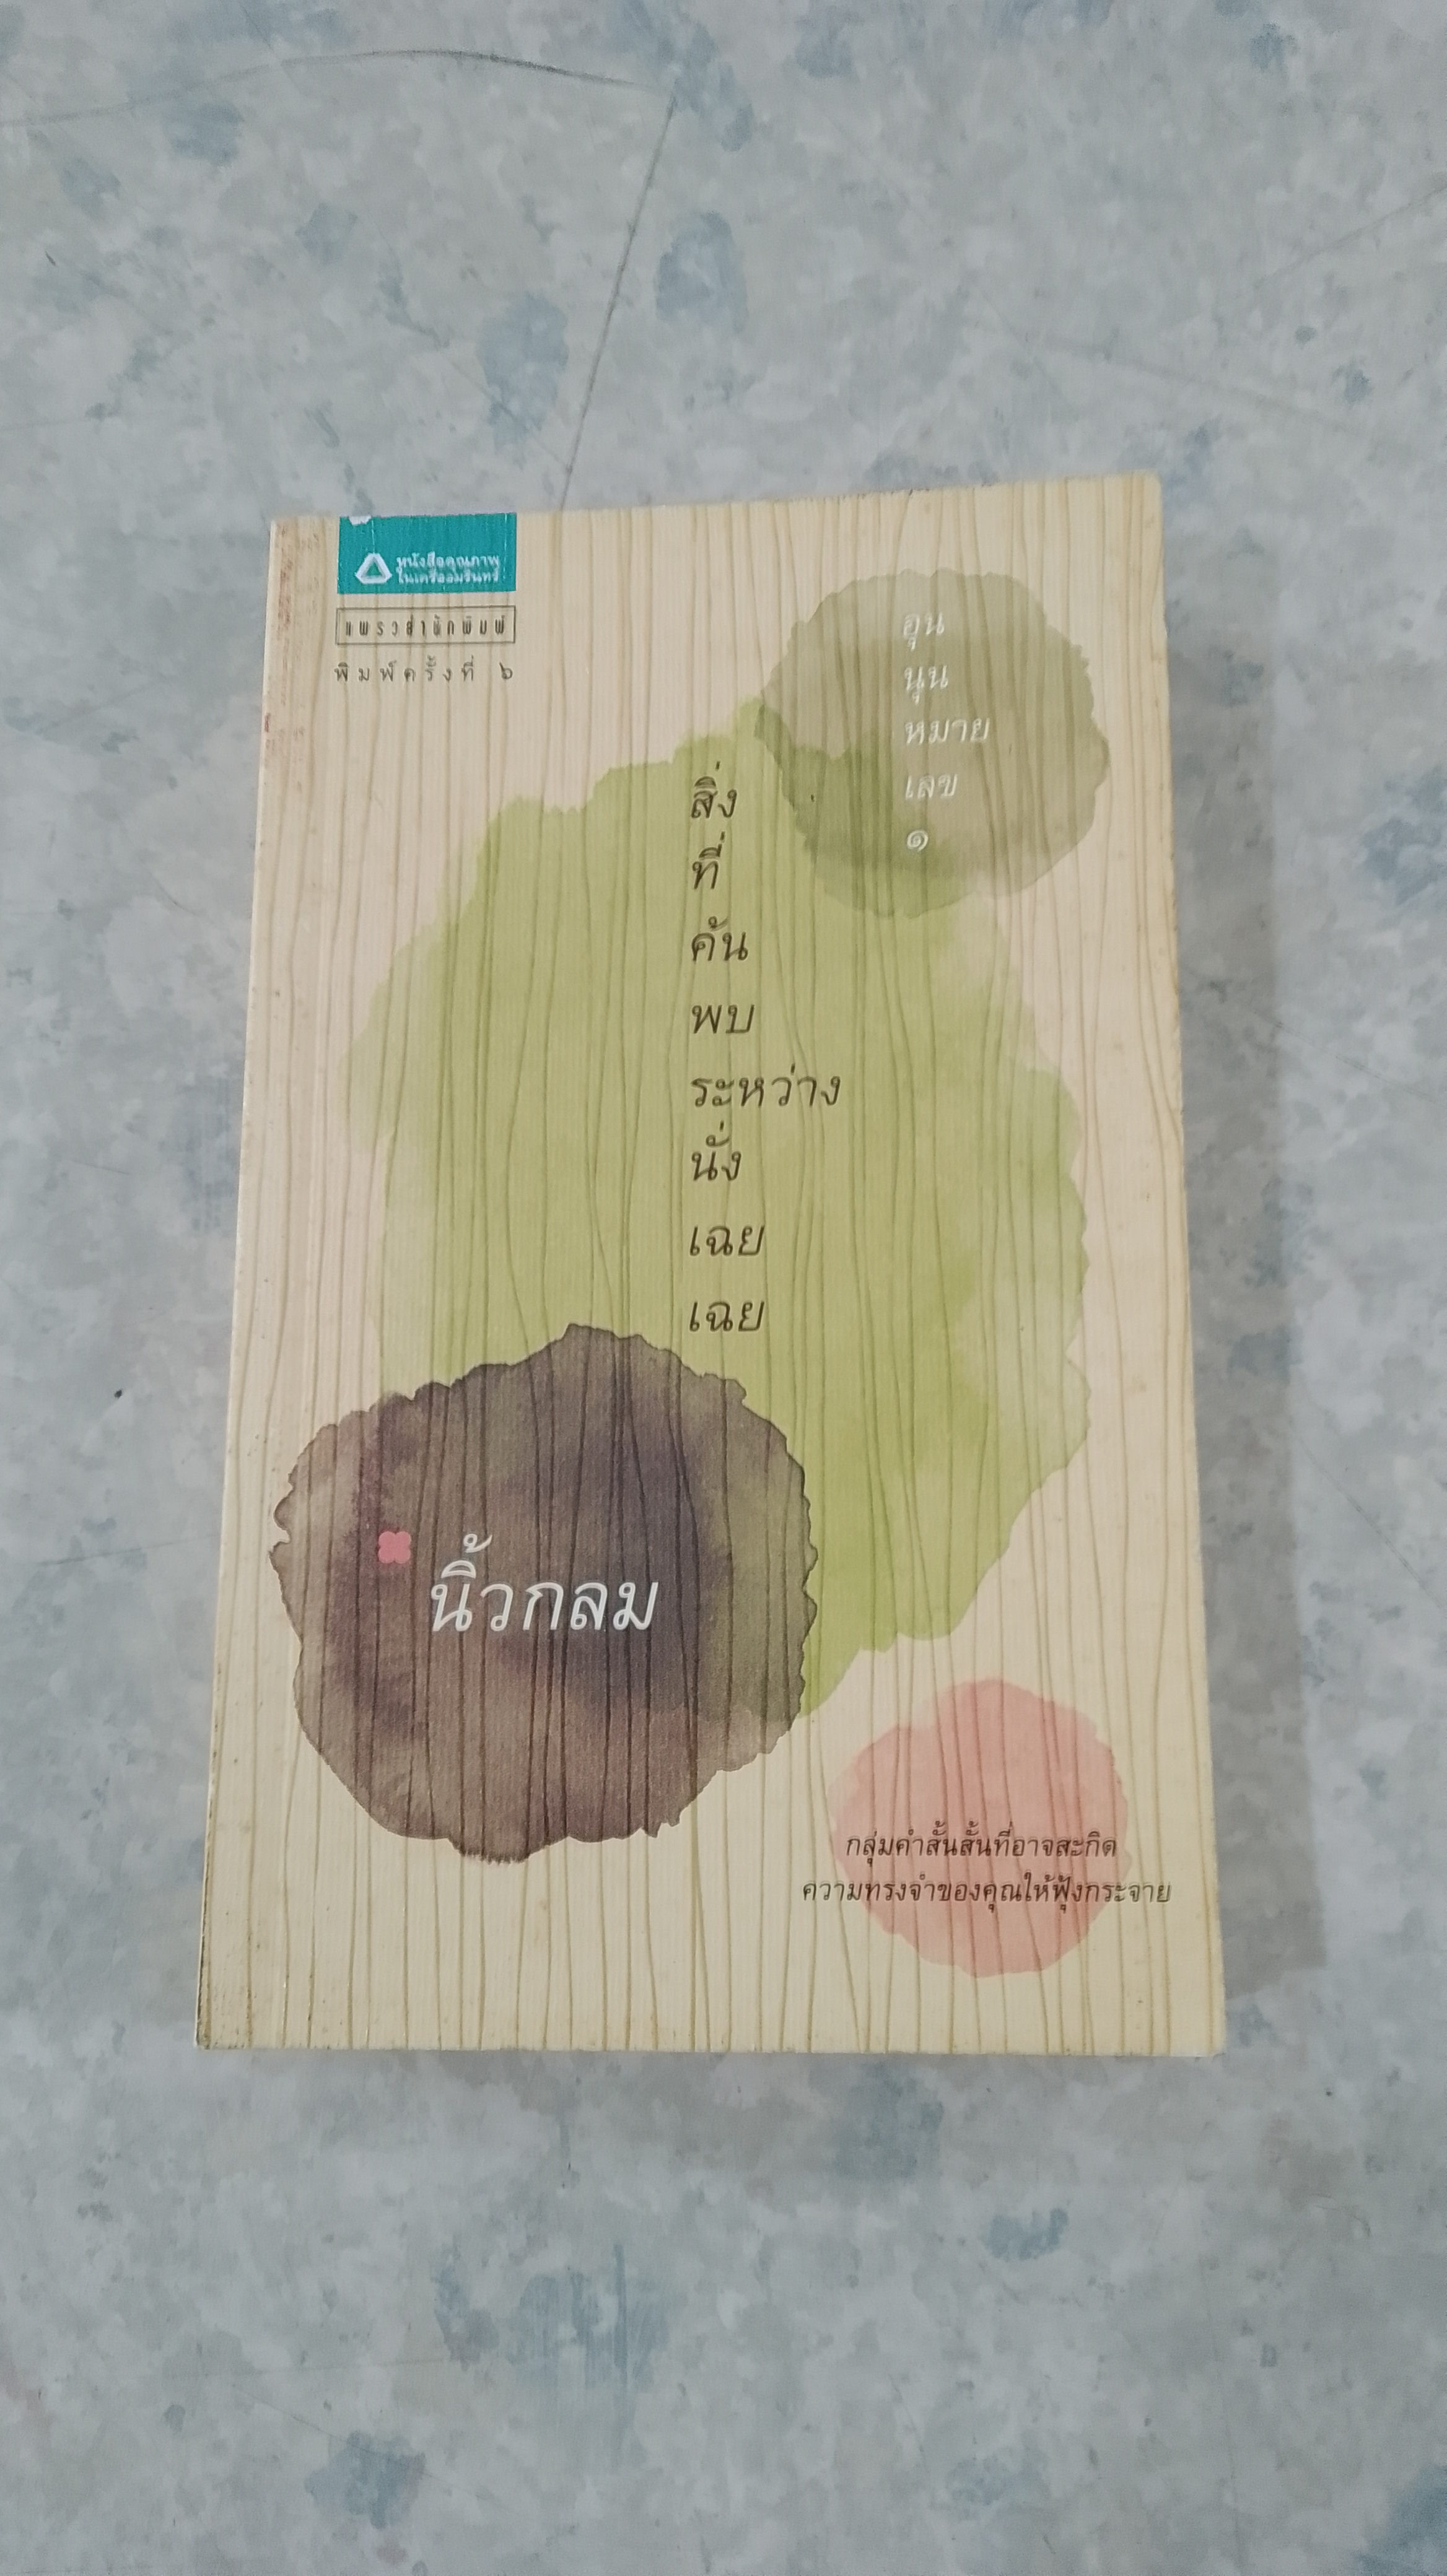 หนังสือคุณภาพ
ในเครืออมรินทร์
แพรวสำนักพิมพ์
พิมพ์ครั้งที่ ๖
อุน
นุน
หมาย
เลข
๑
สิ่ง
ที่
ค้น
พบ
ระหว่าง
นั่ง
เฉย
เฉย
นิ้วกลม
กลุ่มคำสั้นสั้นที่อาจสะกิด
ความทรงจำของคุณให้ฟุ้งกระจาย